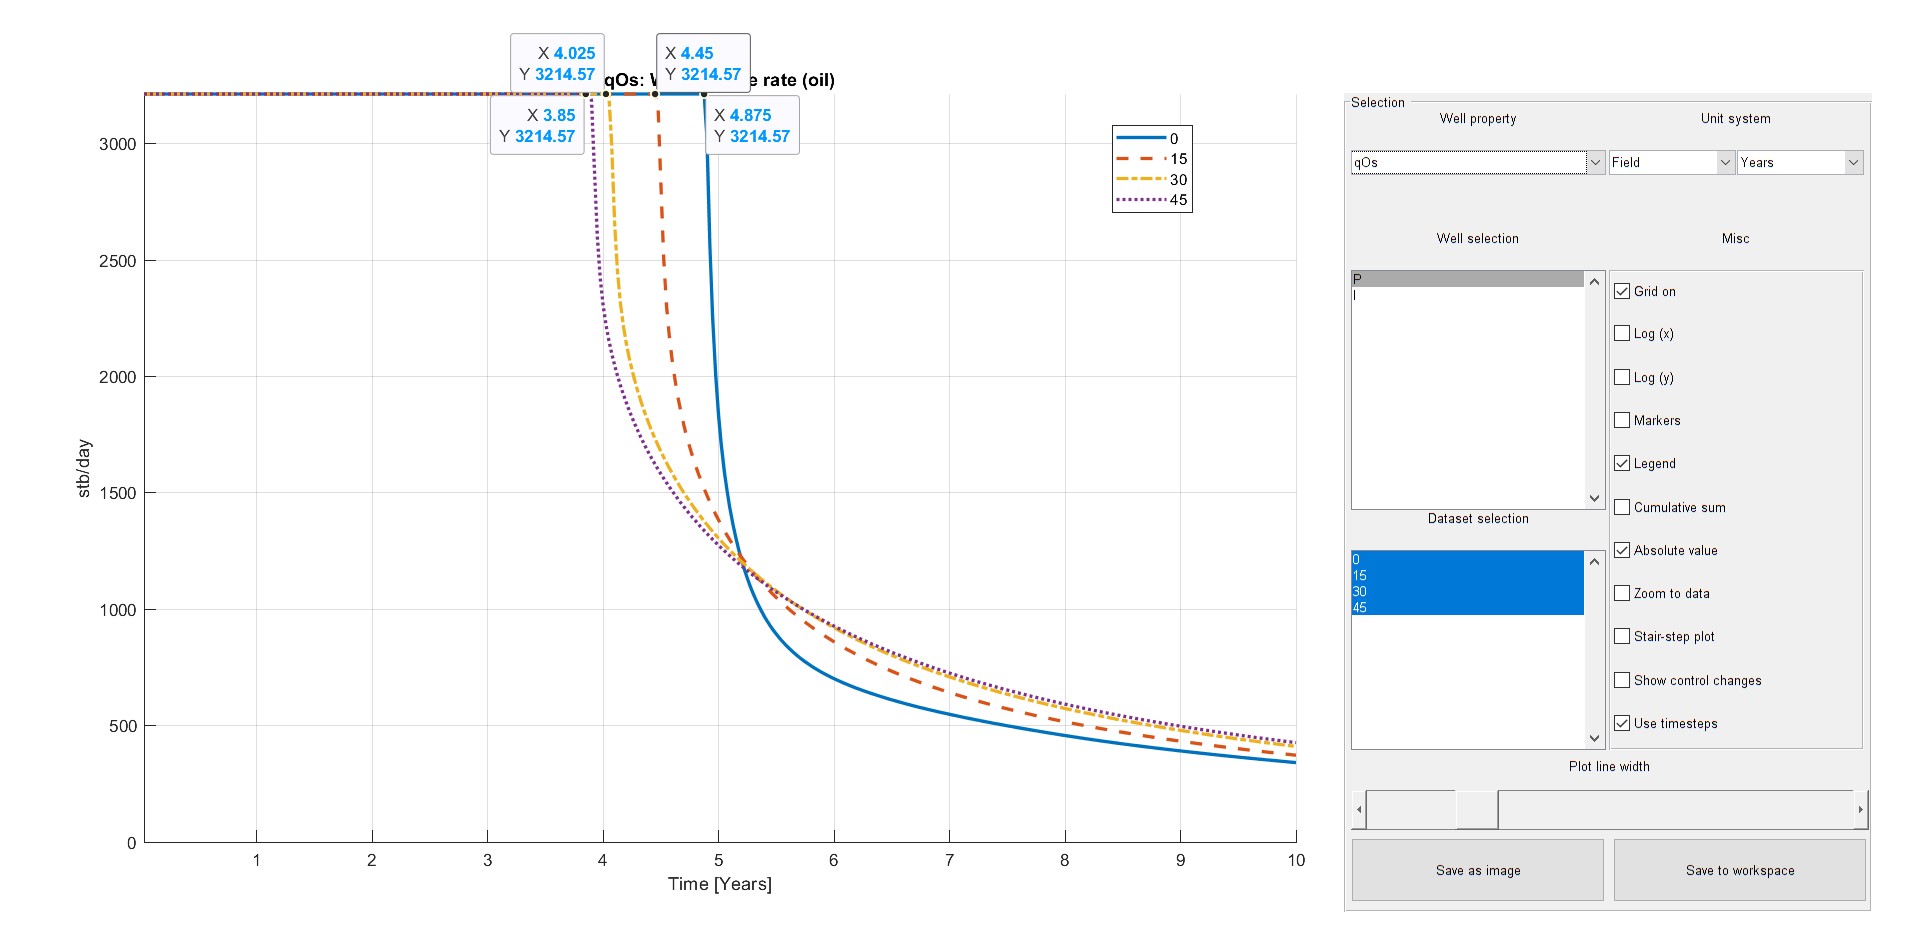 X 4.025
Y 3214.57
X 4.45
Y 3214.57
qOs: W e rate (oil)
X 3.85
Y 3214.57
X 4.875
Y 3214.57
0
15
30
45
3000
2500
2000
1500
1000
500
0
stb/day
1 2 3 4 5 6 7 8 9 10
Time [Years]
Selection
Well property
Unit system
qOs
Field
Years
Well selection
Misc
P
I
Grid on
Log (x)
Log (y)
Markers
Legend
Cumulative sum
Absolute value
Zoom to data
Stair-step plot
Show control changes
Use timesteps
Dataset selection
0
15
30
45
Plot line width
Save as image
Save to workspace